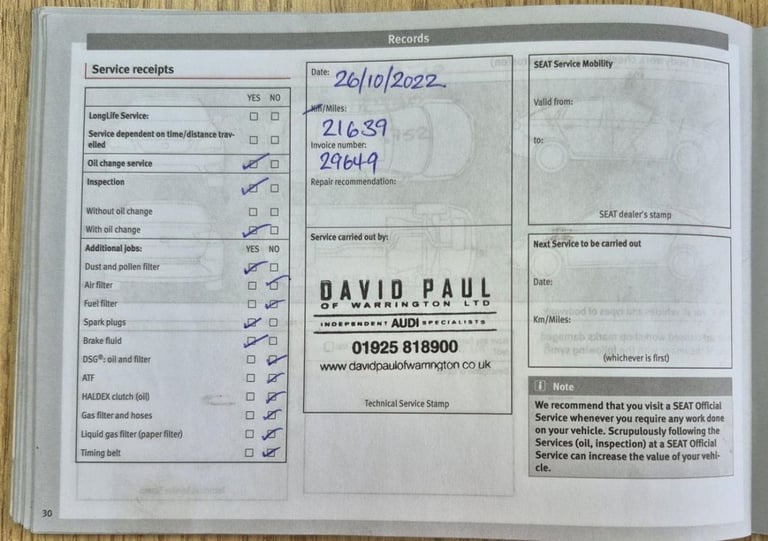 Records
Service receipts
YES NO
LongLife Service:
Service dependent on time/distance trav-
elled
Oil change service
Inspection
Without oil change
With oil change
Additional jobs: YES NO
Dust and pollen filter
Air filter
Fuel filter
Spark plugs
Brake fluid
DSG®: oil and filter
ATF
HALDEX clutch (oil)
Gas filter and hoses
Liquid gas filter (paper filter)
Timing belt
Date: 26/10/2022.
Km/Miles:
21639
Invoice number:
29649
Repair recommendation:
Service carried out by:
DAVID PAUL
OF WARRINGTON LTD
INDEPENDENT AUDI SPECIALISTS
01925 818900
www.davidpaulofwarrington.co.uk
Technical Service Stamp
SEAT Service Mobility
Valid from:
to:
SEAT dealer's stamp
Next Service to be carried out
Date:
Km/Miles:
(whichever is first)
i Note
We recommend that you visit a SEAT Official
Service whenever you require any work done
on your vehicle. Scrupulously following the
Services (oil, inspection) at a SEAT Official
Service can increase the value of your vehi-
cle.
30